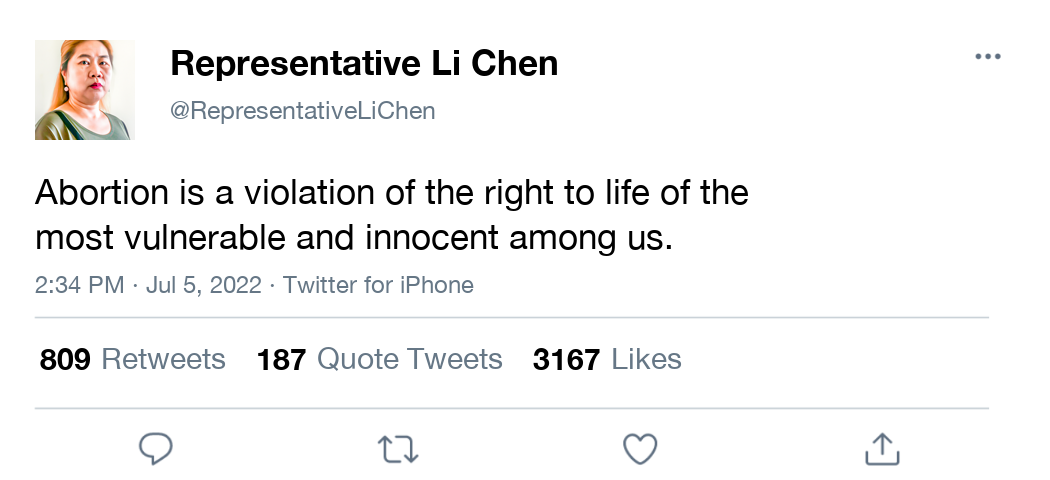 Representative Li Chen
@RepresentativeLiChen
Abortion is a violation of the right to life of the
most vulnerable and innocent among us.
2:34 PM · Jul 5, 2022 · Twitter for iPhone
809 Retweets 187 Quote Tweets 3167 Likes